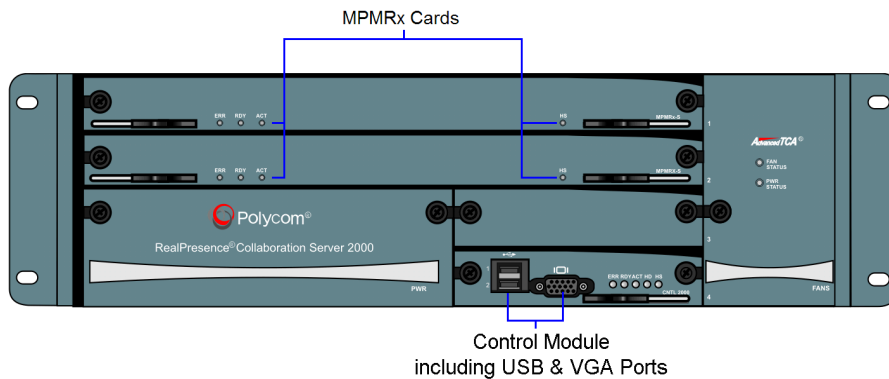 MPMRx Cards
ERR RDY ACT
HS
MPMRx-S
1
AdvancedTCA®
FAN STATUS
PWR STATUS
ERR RDY ACT
HS
MPMRX-S
2
Polycom®
RealPresence® Collaboration Server 2000
PWR
3
1
2
ERR RDY ACT HD HS
CNTL 2000
4
FANS
Control Module
including USB & VGA Ports